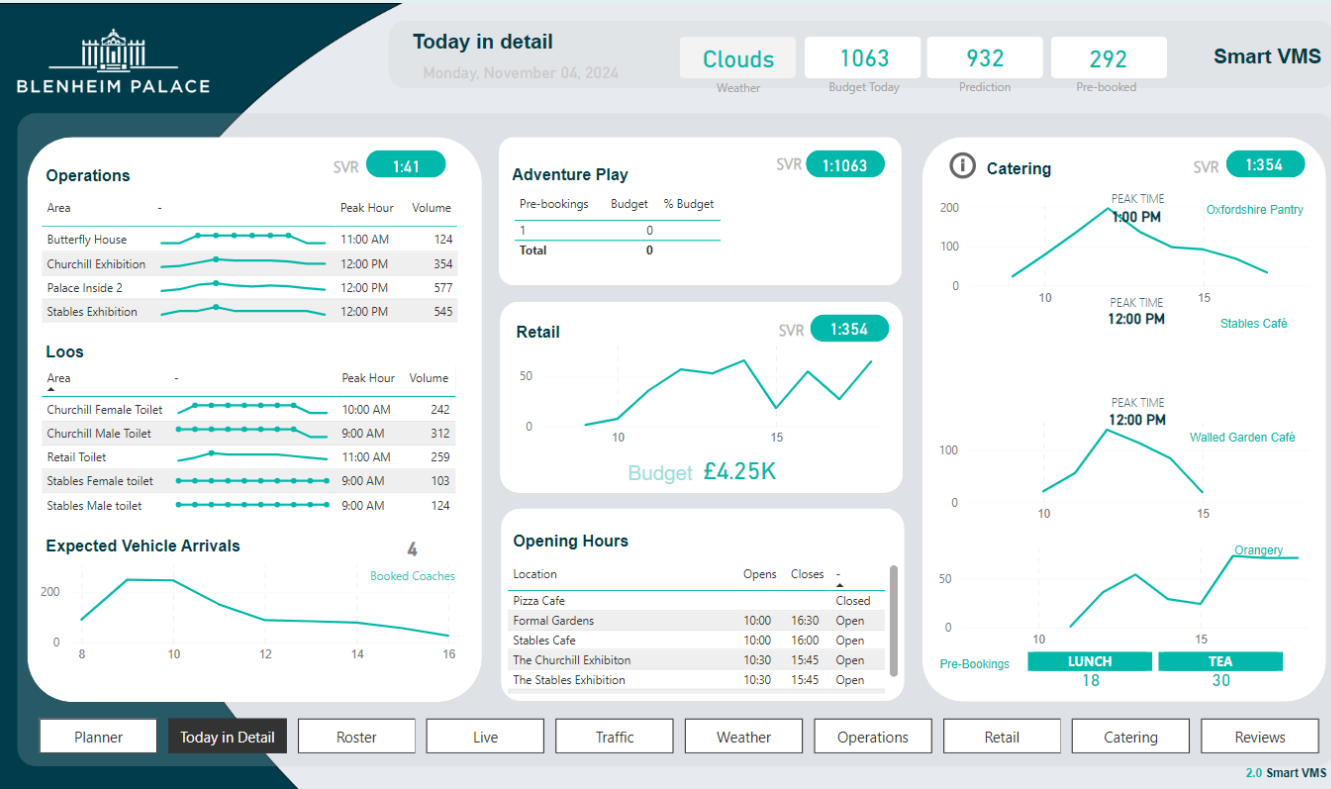 BLENHEIM PALACE
Today in detail
Monday, November 04, 2024
Clouds
Weather
1063
Budget Today
932
Prediction
292
Pre-booked
Smart VMS
Operations
SVR 1:41
Area - Peak Hour Volume
Butterfly House 11:00 AM 124
Churchill Exhibition 12:00 PM 354
Palace Inside 2 12:00 PM 577
Stables Exhibition 12:00 PM 545
Loos
Area - Peak Hour Volume
Churchill Female Toilet 10:00 AM 242
Churchill Male Toilet 9:00 AM 312
Retail Toilet 11:00 AM 259
Stables Female toilet 9:00 AM 103
Stables Male toilet 9:00 AM 124
Expected Vehicle Arrivals
4
Booked Coaches
200
0
8 10 12 14 16
Adventure Play
SVR 1:1063
Pre-bookings Budget % Budget
1 0
Total 0
Retail
SVR 1:354
50
0
10 15
Budget £4.25K
Opening Hours
Location Opens Closes -
Pizza Cafe Closed
Formal Gardens 10:00 16:30 Open
Stables Cafe 10:00 16:00 Open
The Churchill Exhibiton 10:30 15:45 Open
The Stables Exhibition 10:30 15:45 Open
i Catering
SVR 1:354
PEAK TIME
1:00 PM
Oxfordshire Pantry
200
100
0
10 15
PEAK TIME
12:00 PM
Stables Café
PEAK TIME
12:00 PM
Walled Garden Café
100
0
10 15
Orangery
50
0
10 15
Pre-Bookings
LUNCH TEA
18 30
Planner
Today in Detail
Roster
Live
Traffic
Weather
Operations
Retail
Catering
Reviews
2.0 Smart VMS